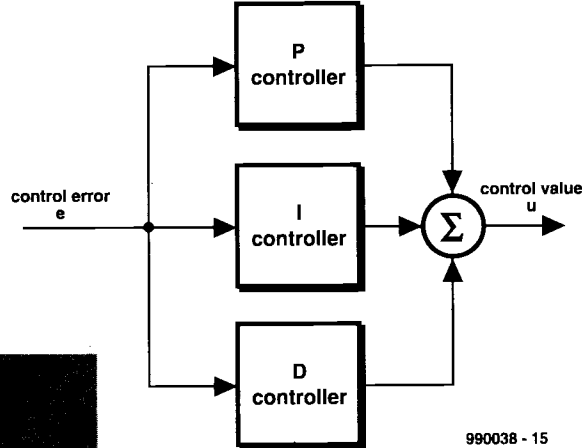 P
controller
control error
e
I
controller
Σ
control value
u
D
controller
990038 - 15